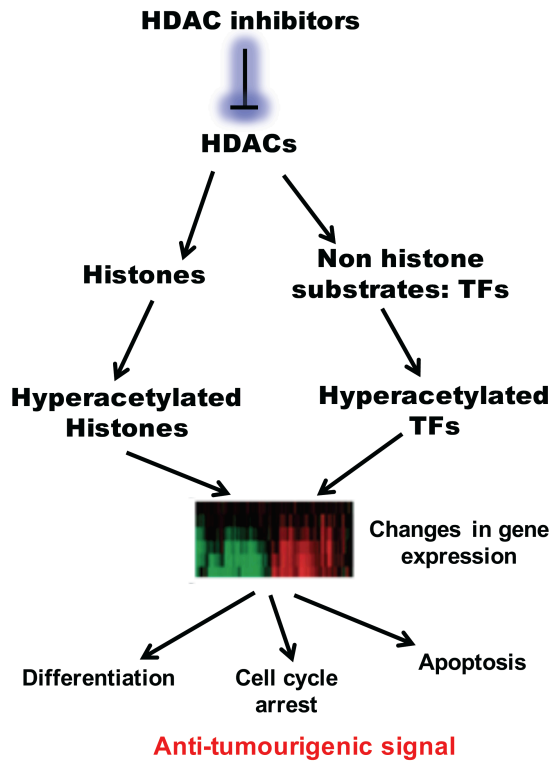 HDAC inhibitors
HDACs
Histones
Non histone
substrates: TFs
Hyperacetylated
Histones
Hyperacetylated
TFs
Changes in gene
expression
Differentiation
Cell cycle
arrest
Apoptosis
Anti-tumourigenic signal